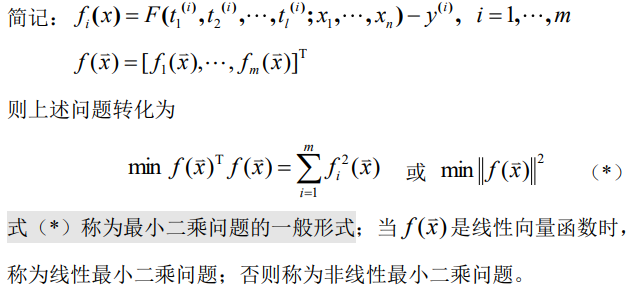 简记：f_i(x) = F(t_1^{(i)}, t_2^{(i)}, ⋯, t_l^{(i)}; x_1, ⋯, x_n) − y^{(i)}, i = 1, ⋯, m
f(x⃗) = [f_1(x⃗), ⋯, f_m(x⃗)]^T
则上述问题转化为
min f(x⃗)^T f(x⃗) = ∑_{i=1}^{m} f_i^2(x⃗) 或 min‖f(x⃗)‖^2 （*）
式（*）称为最小二乘问题的一般形式；当 f(x⃗) 是线性向量函数时，
称为线性最小二乘问题；否则称为非线性最小二乘问题。